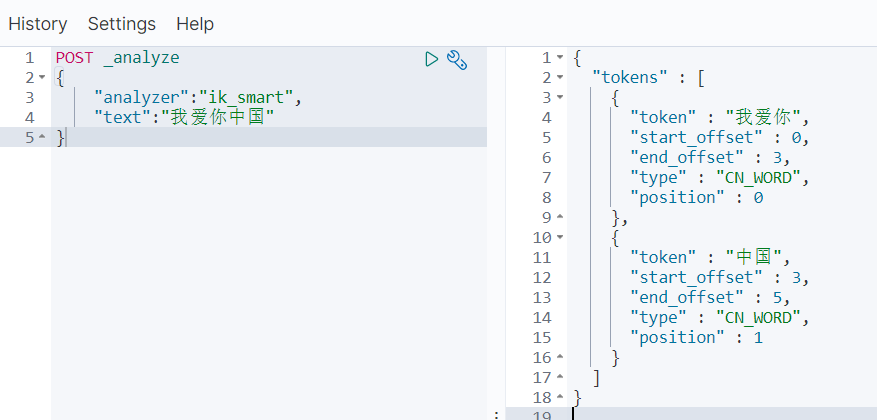 History Settings Help
1 POST _analyze
2 {
3 "analyzer":"ik_smart",
4 "text":"我爱你中国"
5 }
1 {
2 "tokens" : [
3 {
4 "token" : "我爱你",
5 "start_offset" : 0,
6 "end_offset" : 3,
7 "type" : "CN_WORD",
8 "position" : 0
9 },
10 {
11 "token" : "中国",
12 "start_offset" : 3,
13 "end_offset" : 5,
14 "type" : "CN_WORD",
15 "position" : 1
16 }
17 ]
18 }
19